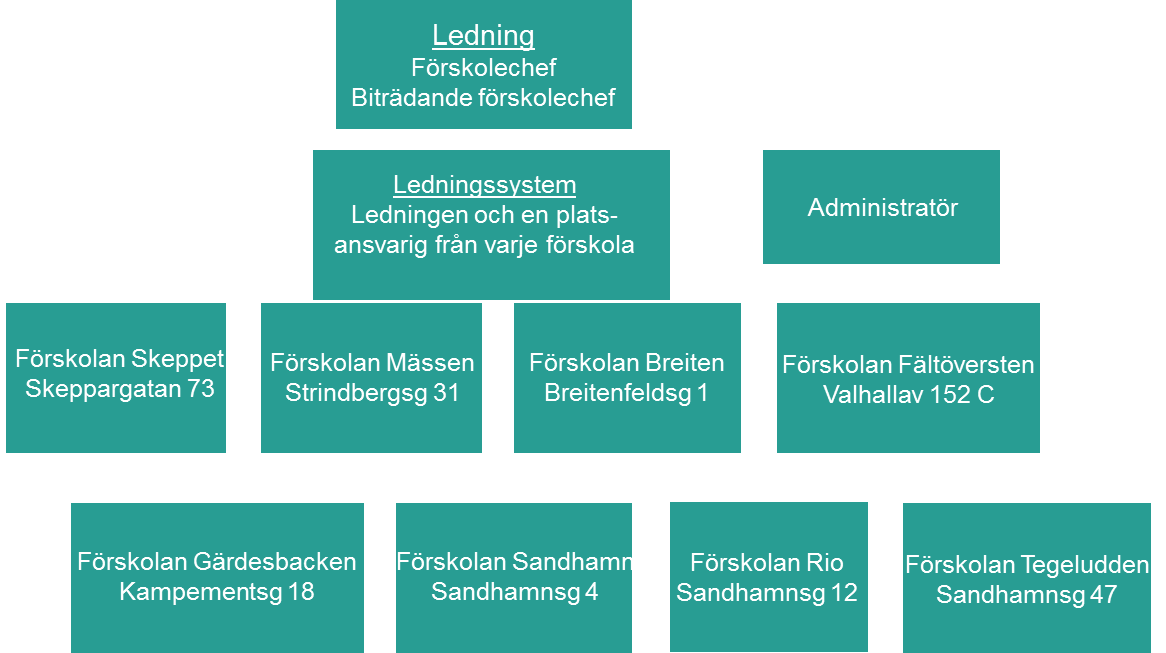 Ledning
Förskolechef
Biträdande förskolechef
Ledningssystem
Ledningen och en plats-
ansvarig från varje förskola
Administratör
Förskolan Skeppet
Skeppargatan 73
Förskolan Mässen
Strindbergsg 31
Förskolan Breiten
Breitenfeldsg 1
Förskolan Fältöversten
Valhallav 152 C
Förskolan Gärdesbacken
Kampementsg 18
Förskolan Sandhamn
Sandhamnsg 4
Förskolan Rio
Sandhamnsg 12
Förskolan Tegeludden
Sandhamnsg 47